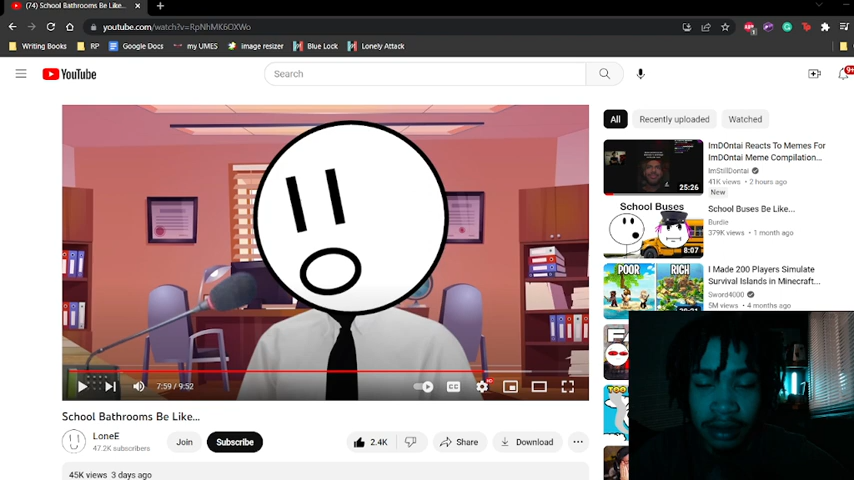 (74) School Bathrooms Be Like...
youtube.com/watch?v=RpNhMK6OXWo
Writing Books
RP
Google Docs
my UMES
image resizer
Blue Lock
Lonely Attack
YouTube
Search
9+
All
Recently uploaded
Watched
ImDOntai Reacts To Memes For
ImDOntai Meme Compilation...
ImStillDontai
41K views • 2 hours ago
New
25:26
School Buses
School Buses Be Like...
Burdie
379K views • 1 month ago
8:07
POOR
RICH
I Made 200 Players Simulate
Survival Islands in Minecraft...
Sword4000
5M views • 4 months ago
7:59 / 9:52
CC
HD
School Bathrooms Be Like...
LoneE
47.2K subscribers
Join
Subscribe
2.4K
Share
Download
45K views 3 days ago